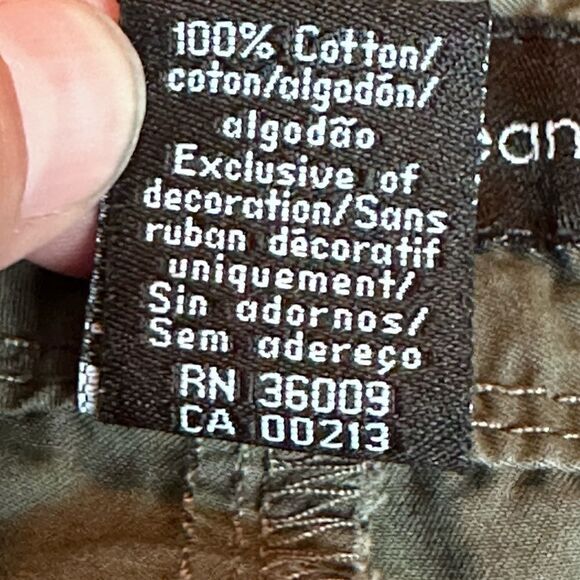 100% Cotton/
coton/algodón/
algodão
Exclusive of
decoration/Sans
ruban décoratif
uniquement/
Sin adornos/
Sem adereço
RN 36009
CA 00213